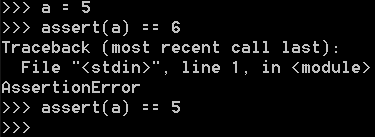 >>> a = 5
>>> assert(a) == 6
Traceback (most recent call last):
  File "<stdin>", line 1, in <module>
AssertionError
>>> assert(a) == 5
>>>